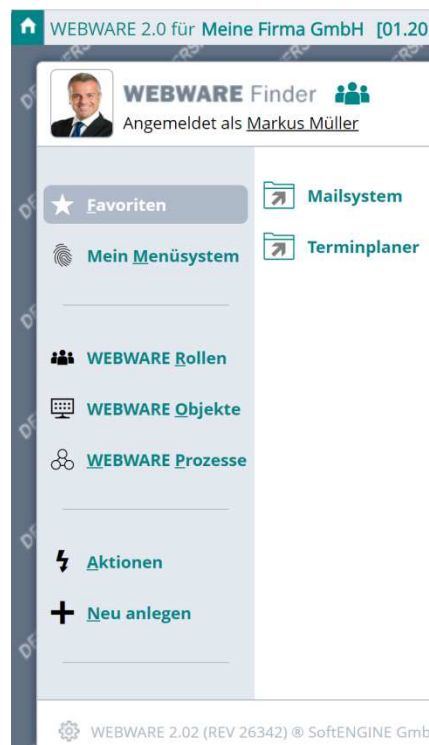 WEBWARE 2.0 für Meine Firma GmbH [01.20
WEBWARE Finder
Angemeldet als Markus Müller
Favoriten
Mailsystem
Mein Menüsystem
Terminplaner
WEBWARE Rollen
WEBWARE Objekte
WEBWARE Prozesse
Aktionen
Neu anlegen
WEBWARE 2.02 (REV 26342) ® SoftENGINE Gmb